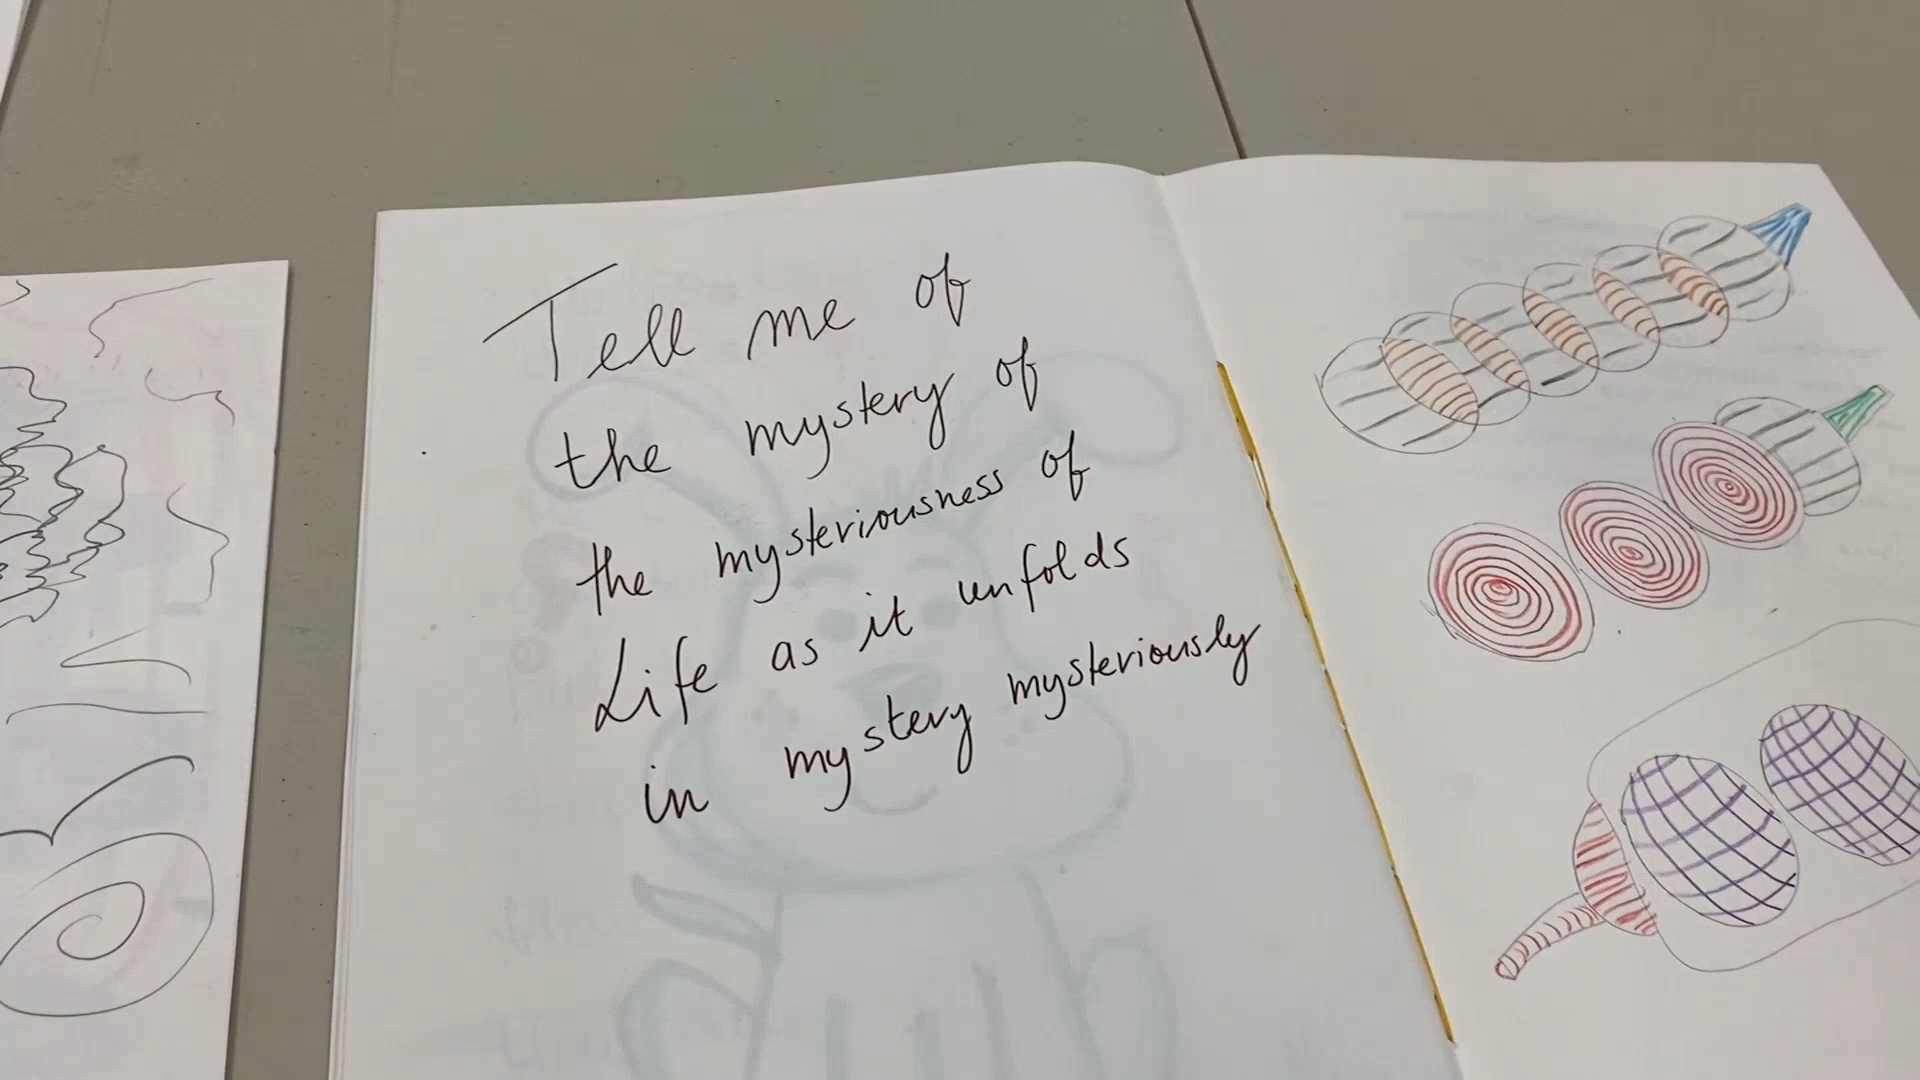 Tell me of
the mystery of
the mysteriousness of
Life as it unfolds
in mystery mysteriously